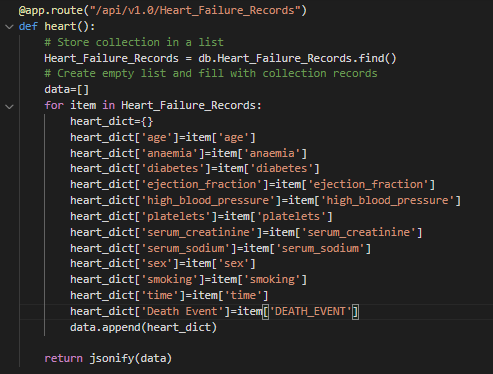 @app.route("/api/v1.0/Heart_Failure_Records")
def heart():
    # Store collection in a list
    Heart_Failure_Records = db.Heart_Failure_Records.find()
    # Create empty list and fill with collection records
    data=[]
    for item in Heart_Failure_Records:
        heart_dict={}
        heart_dict['age']=item['age']
        heart_dict['anaemia']=item['anaemia']
        heart_dict['diabetes']=item['diabetes']
        heart_dict['ejection_fraction']=item['ejection_fraction']
        heart_dict['high_blood_pressure']=item['high_blood_pressure']
        heart_dict['platelets']=item['platelets']
        heart_dict['serum_creatinine']=item['serum_creatinine']
        heart_dict['serum_sodium']=item['serum_sodium']
        heart_dict['sex']=item['sex']
        heart_dict['smoking']=item['smoking']
        heart_dict['time']=item['time']
        heart_dict['Death Event']=item['DEATH_EVENT']
        data.append(heart_dict)
    return jsonify(data)